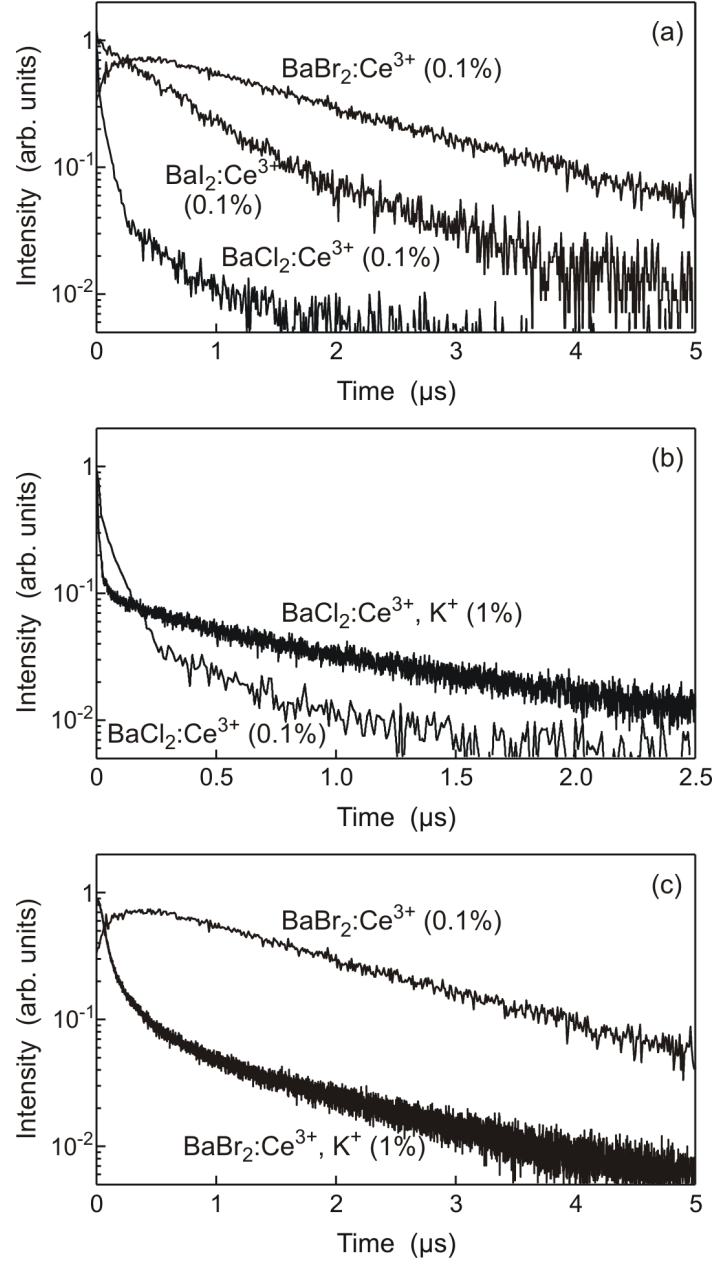 (a)
1
BaBr₂:Ce³⁺ (0.1%)
10⁻¹
BaI₂:Ce³⁺
(0.1%)
BaCl₂:Ce³⁺ (0.1%)
10⁻²
Intensity (arb. units)
0 1 2 3 4 5
Time (μs)
(b)
1
10⁻¹
BaCl₂:Ce³⁺, K⁺ (1%)
10⁻²
BaCl₂:Ce³⁺ (0.1%)
Intensity (arb. units)
0 0.5 1.0 1.5 2.0 2.5
Time (μs)
(c)
1
BaBr₂:Ce³⁺ (0.1%)
10⁻¹
10⁻²
BaBr₂:Ce³⁺, K⁺ (1%)
Intensity (arb. units)
0 1 2 3 4 5
Time (μs)